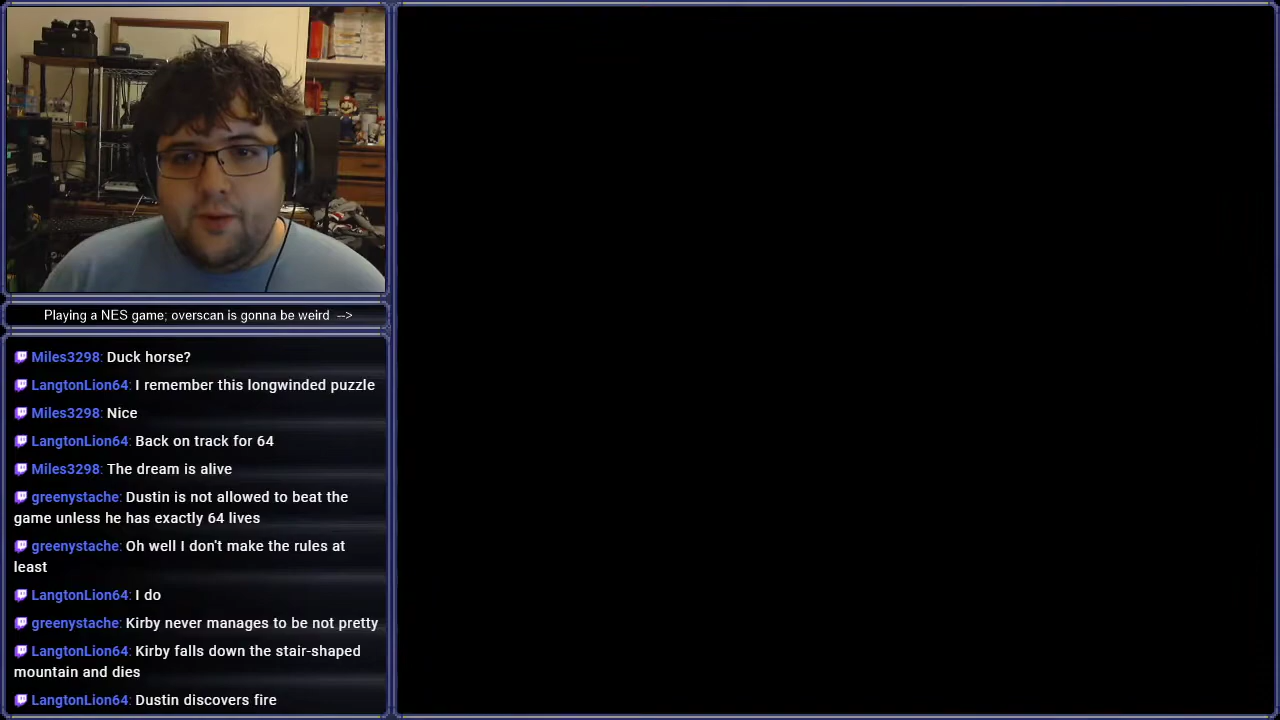 Playing a NES game; overscan is gonna be weird -->
Miles3298: Duck horse?
LangtonLion64: I remember this longwinded puzzle
Miles3298: Nice
LangtonLion64: Back on track for 64
Miles3298: The dream is alive
greenystache: Dustin is not allowed to beat the
game unless he has exactly 64 lives
greenystache: Oh well I don't make the rules at
least
LangtonLion64: I do
greenystache: Kirby never manages to be not pretty
LangtonLion64: Kirby falls down the stair-shaped
mountain and dies
LangtonLion64: Dustin discovers fire